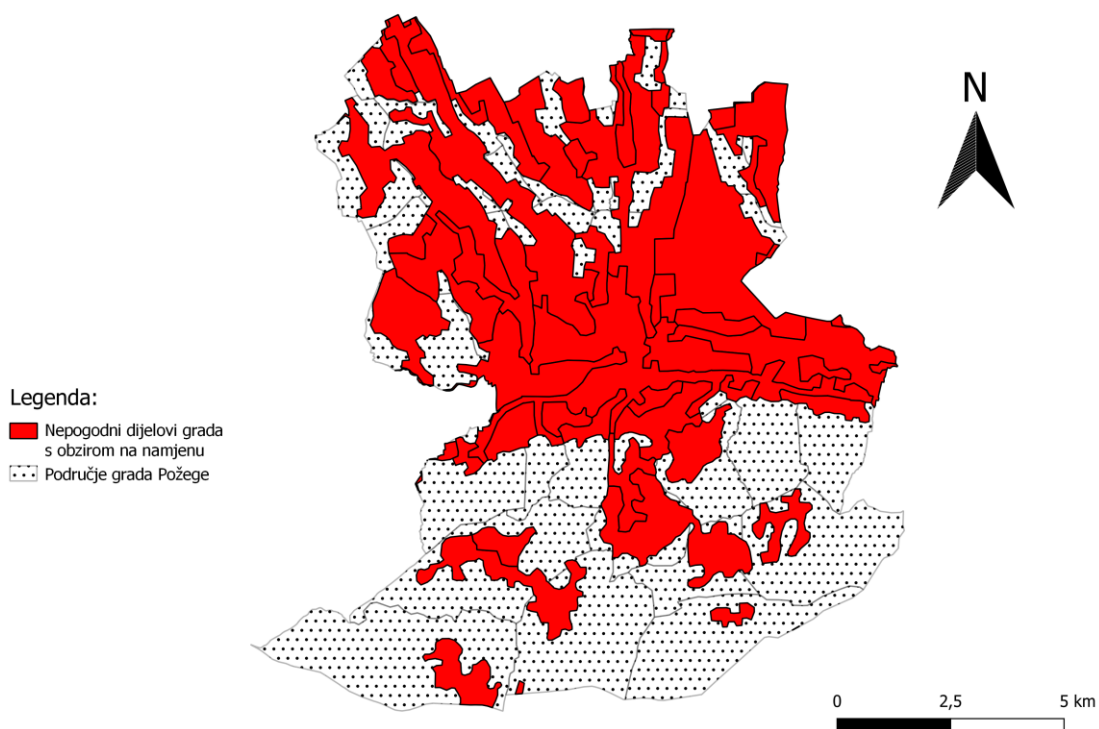 N
Legenda:
Nepogodni dijelovi grada
s obzirom na namjenu
Područje grada Požege
0 2,5 5 km